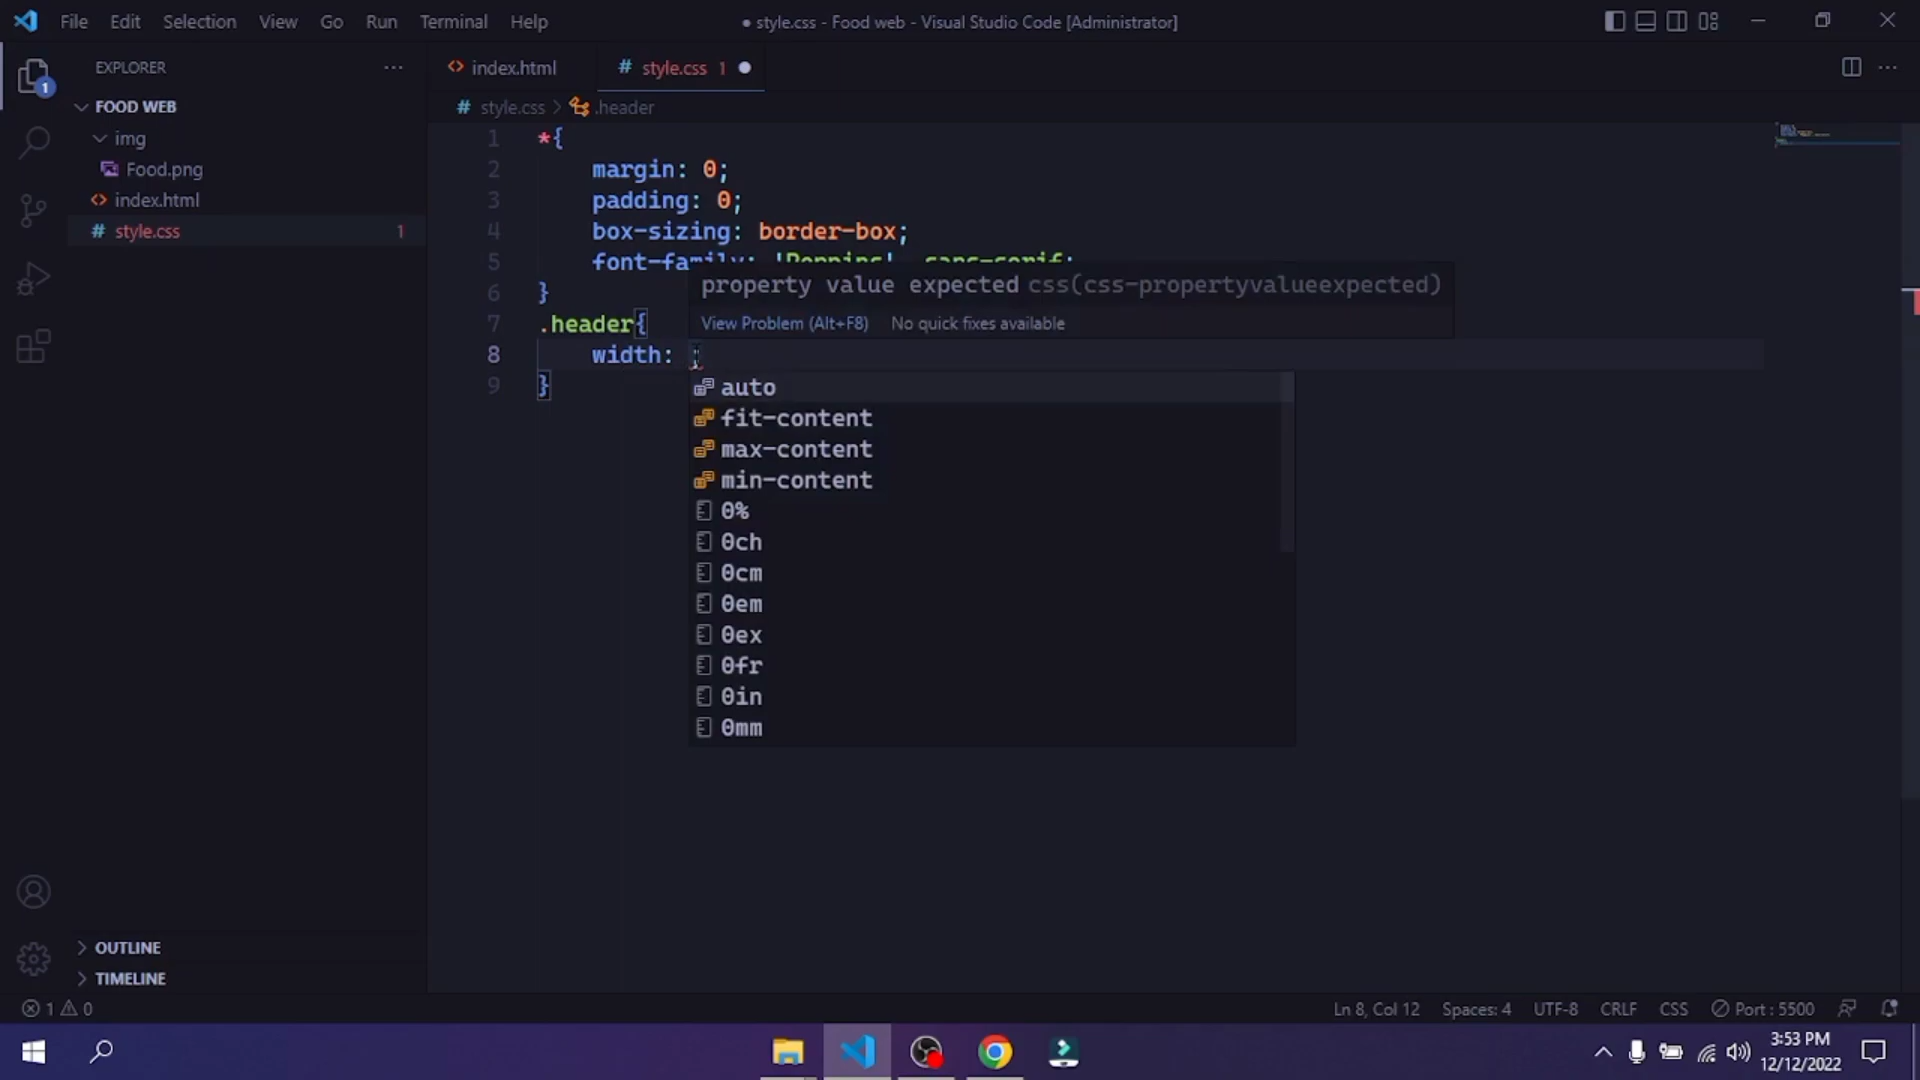 File Edit Selection View Go Run Terminal Help
● style.css - Food web - Visual Studio Code [Administrator]
EXPLORER
FOOD WEB
img
Food.png
index.html
# style.css 1
index.html
# style.css 1
# style.css > .header
1 *{
2 margin: 0;
3 padding: 0;
4 box-sizing: border-box;
5 font-family: 'Poppins', sans-serif;
6 }
7 .header{
8 width: ;
9 }
property value expected css(css-propertyvalueexpected)
View Problem (Alt+F8) No quick fixes available
auto
fit-content
max-content
min-content
0%
0ch
0cm
0em
0ex
0fr
0in
0mm
1
OUTLINE
TIMELINE
1 0
Ln 8, Col 12 Spaces: 4 UTF-8 CRLF CSS Port : 5500
3:53 PM
12/12/2022